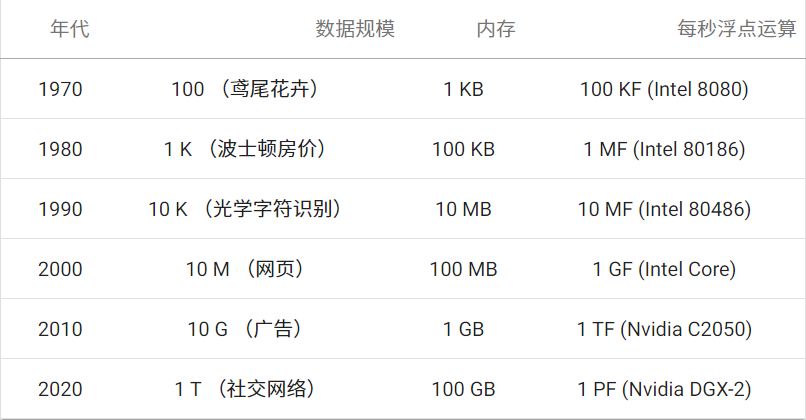 年代 数据规模 内存 每秒浮点运算
1970 100 （鸢尾花卉） 1 KB 100 KF (Intel 8080)
1980 1 K （波士顿房价） 100 KB 1 MF (Intel 80186)
1990 10 K （光学字符识别） 10 MB 10 MF (Intel 80486)
2000 10 M （网页） 100 MB 1 GF (Intel Core)
2010 10 G （广告） 1 GB 1 TF (Nvidia C2050)
2020 1 T （社交网络） 100 GB 1 PF (Nvidia DGX-2)